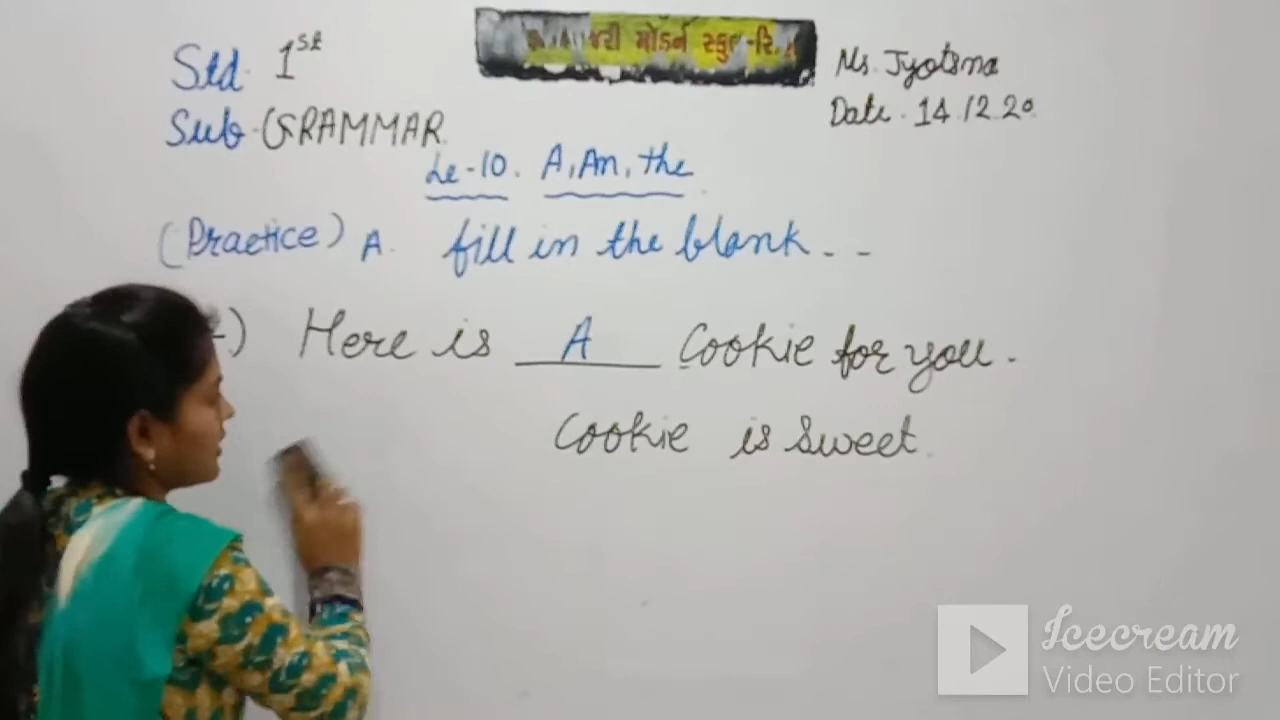 Std. 1st
Sub - GRAMMAR
મોડર્ન સ્કુલ-રિ.
Ms. Jyotsna
Date. 14.12.20
Le-10. A, An, the
(Practice) A. fill in the blank. - -
) Here is A Cookie for you.
Cookie is Sweet.
Icecream
Video Editor